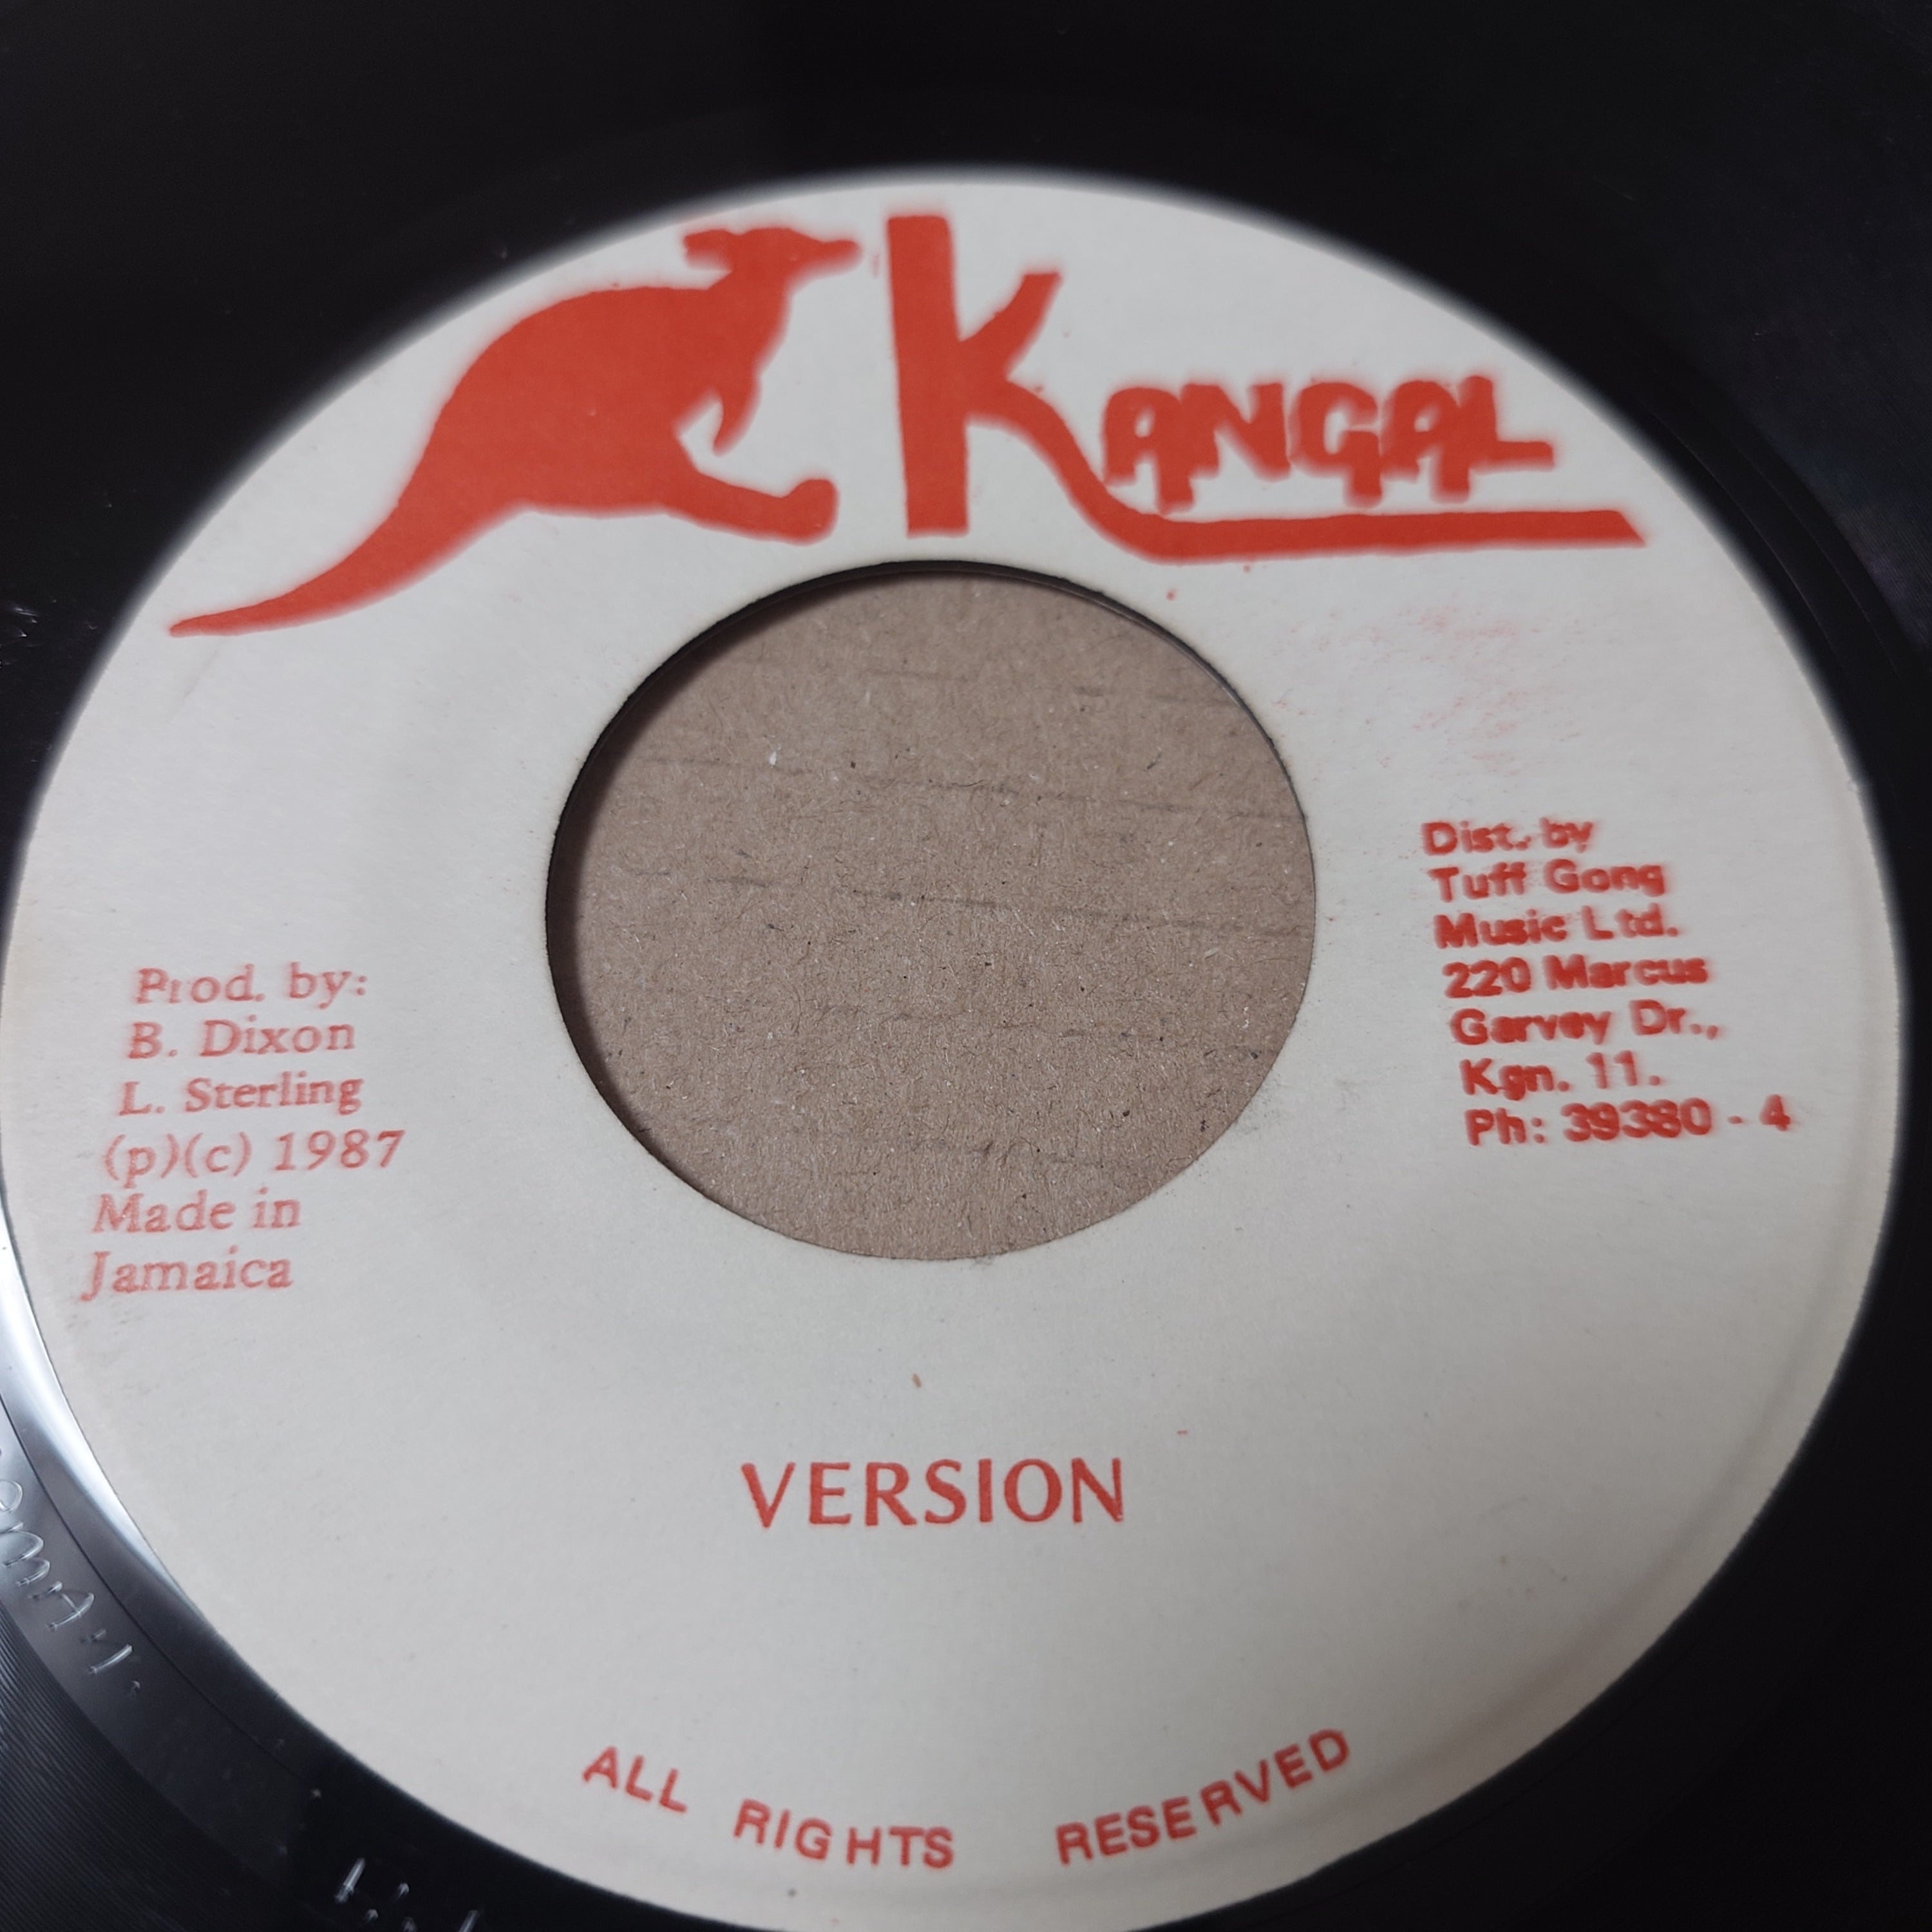 KANGAL
Prod. by:
B. Dixon
L. Sterling
(p)(c) 1987
Made in
Jamaica
Dist. by
Tuff Gong
Music Ltd.
220 Marcus
Garvey Dr.,
Kgn. 11.
Ph: 39380 - 4
VERSION
ALL RIGHTS RESERVED